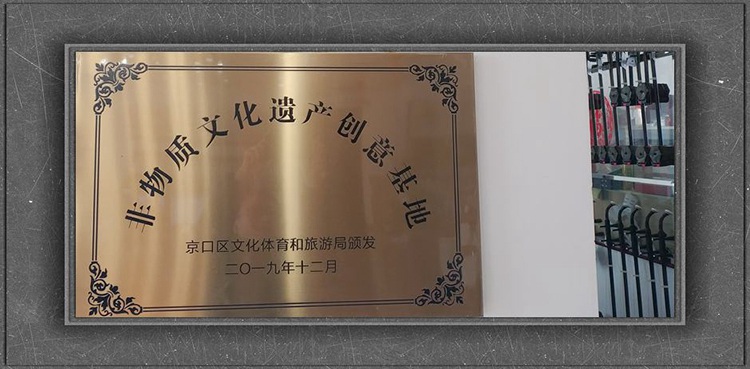 非物质文化遗产创意基地
京口区文化体育和旅游局颁发
二〇一九年十二月